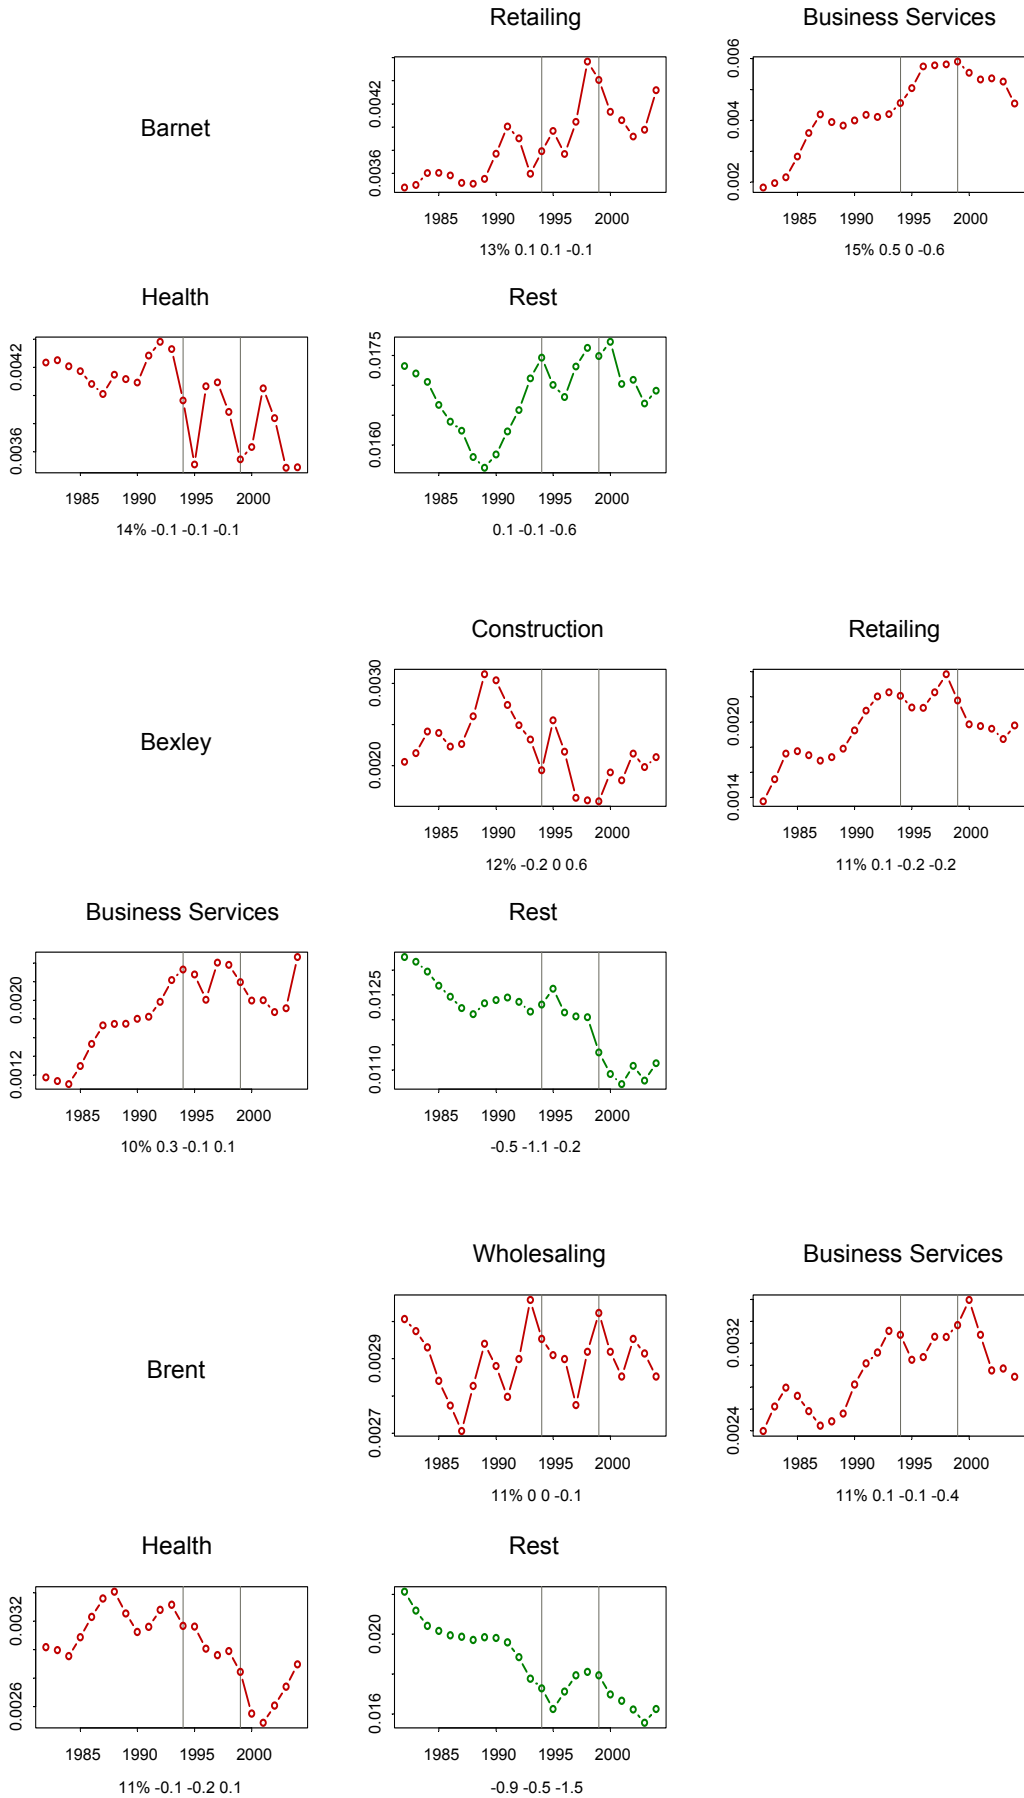 Retailing Business Services
Barnet
0.0036 0.0042
0.002 0.004 0.006
1985 1990 1995 2000
1985 1990 1995 2000
13% 0.1 0.1 -0.1
15% 0.5 0 -0.6
Health Rest
0.0036 0.0042
0.0160 0.0175
1985 1990 1995 2000
1985 1990 1995 2000
14% -0.1 -0.1 -0.1
0.1 -0.1 -0.6
Construction Retailing
Bexley
0.0020 0.0030
0.0014 0.0020
1985 1990 1995 2000
1985 1990 1995 2000
12% -0.2 0 0.6
11% 0.1 -0.2 -0.2
Business Services Rest
0.0012 0.0020
0.0110 0.0125
1985 1990 1995 2000
1985 1990 1995 2000
10% 0.3 -0.1 0.1
-0.5 -1.1 -0.2
Wholesaling Business Services
Brent
0.0027 0.0029
0.0024 0.0032
1985 1990 1995 2000
1985 1990 1995 2000
11% 0 0 -0.1
11% 0.1 -0.1 -0.4
Health Rest
0.0026 0.0032
0.016 0.020
1985 1990 1995 2000
1985 1990 1995 2000
11% -0.1 -0.2 0.1
-0.9 -0.5 -1.5